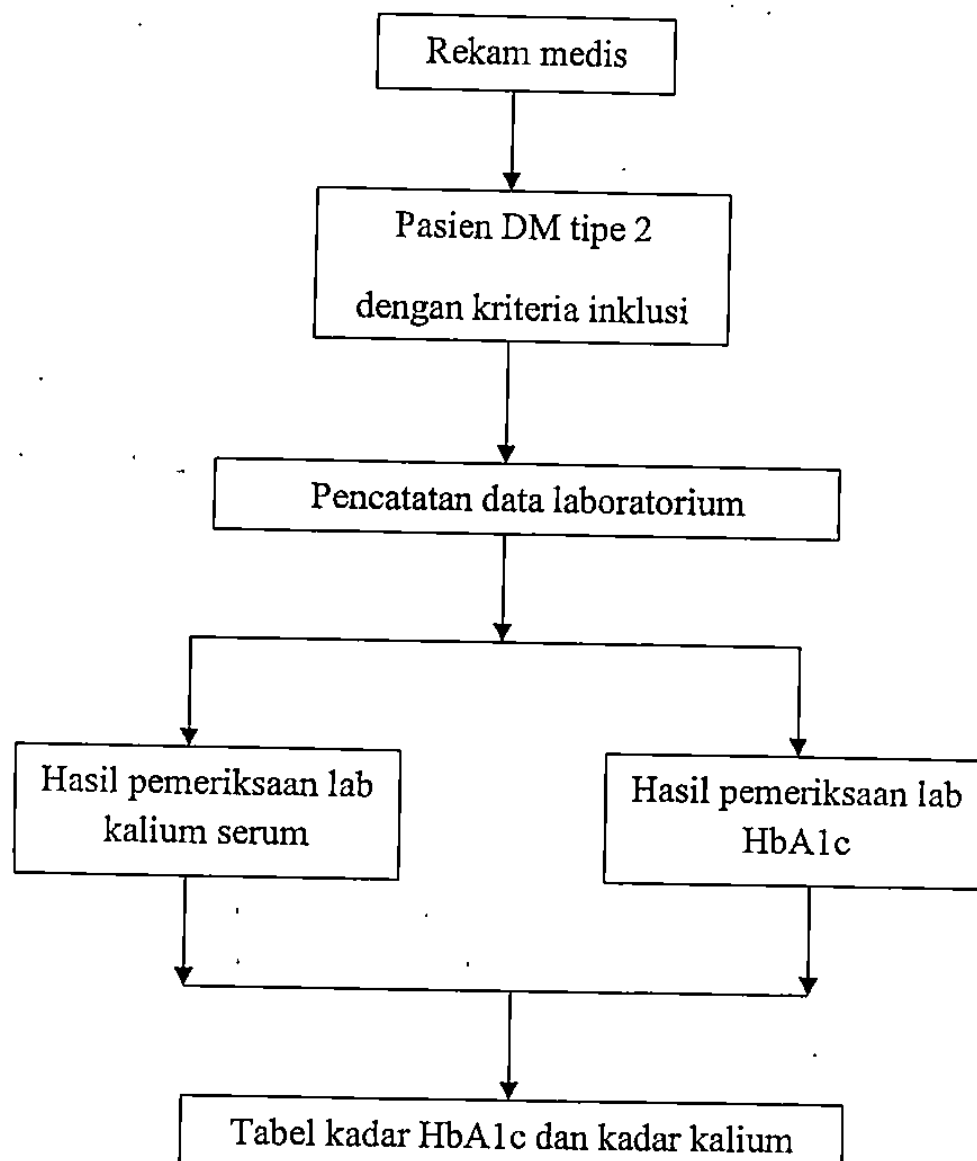 Rekam medis
Pasien DM tipe 2
dengan kriteria inklusi
Pencatatan data laboratorium
Hasil pemeriksaan lab
kalium serum
Hasil pemeriksaan lab
HbA1c
Tabel kadar HbA1c dan kadar kalium